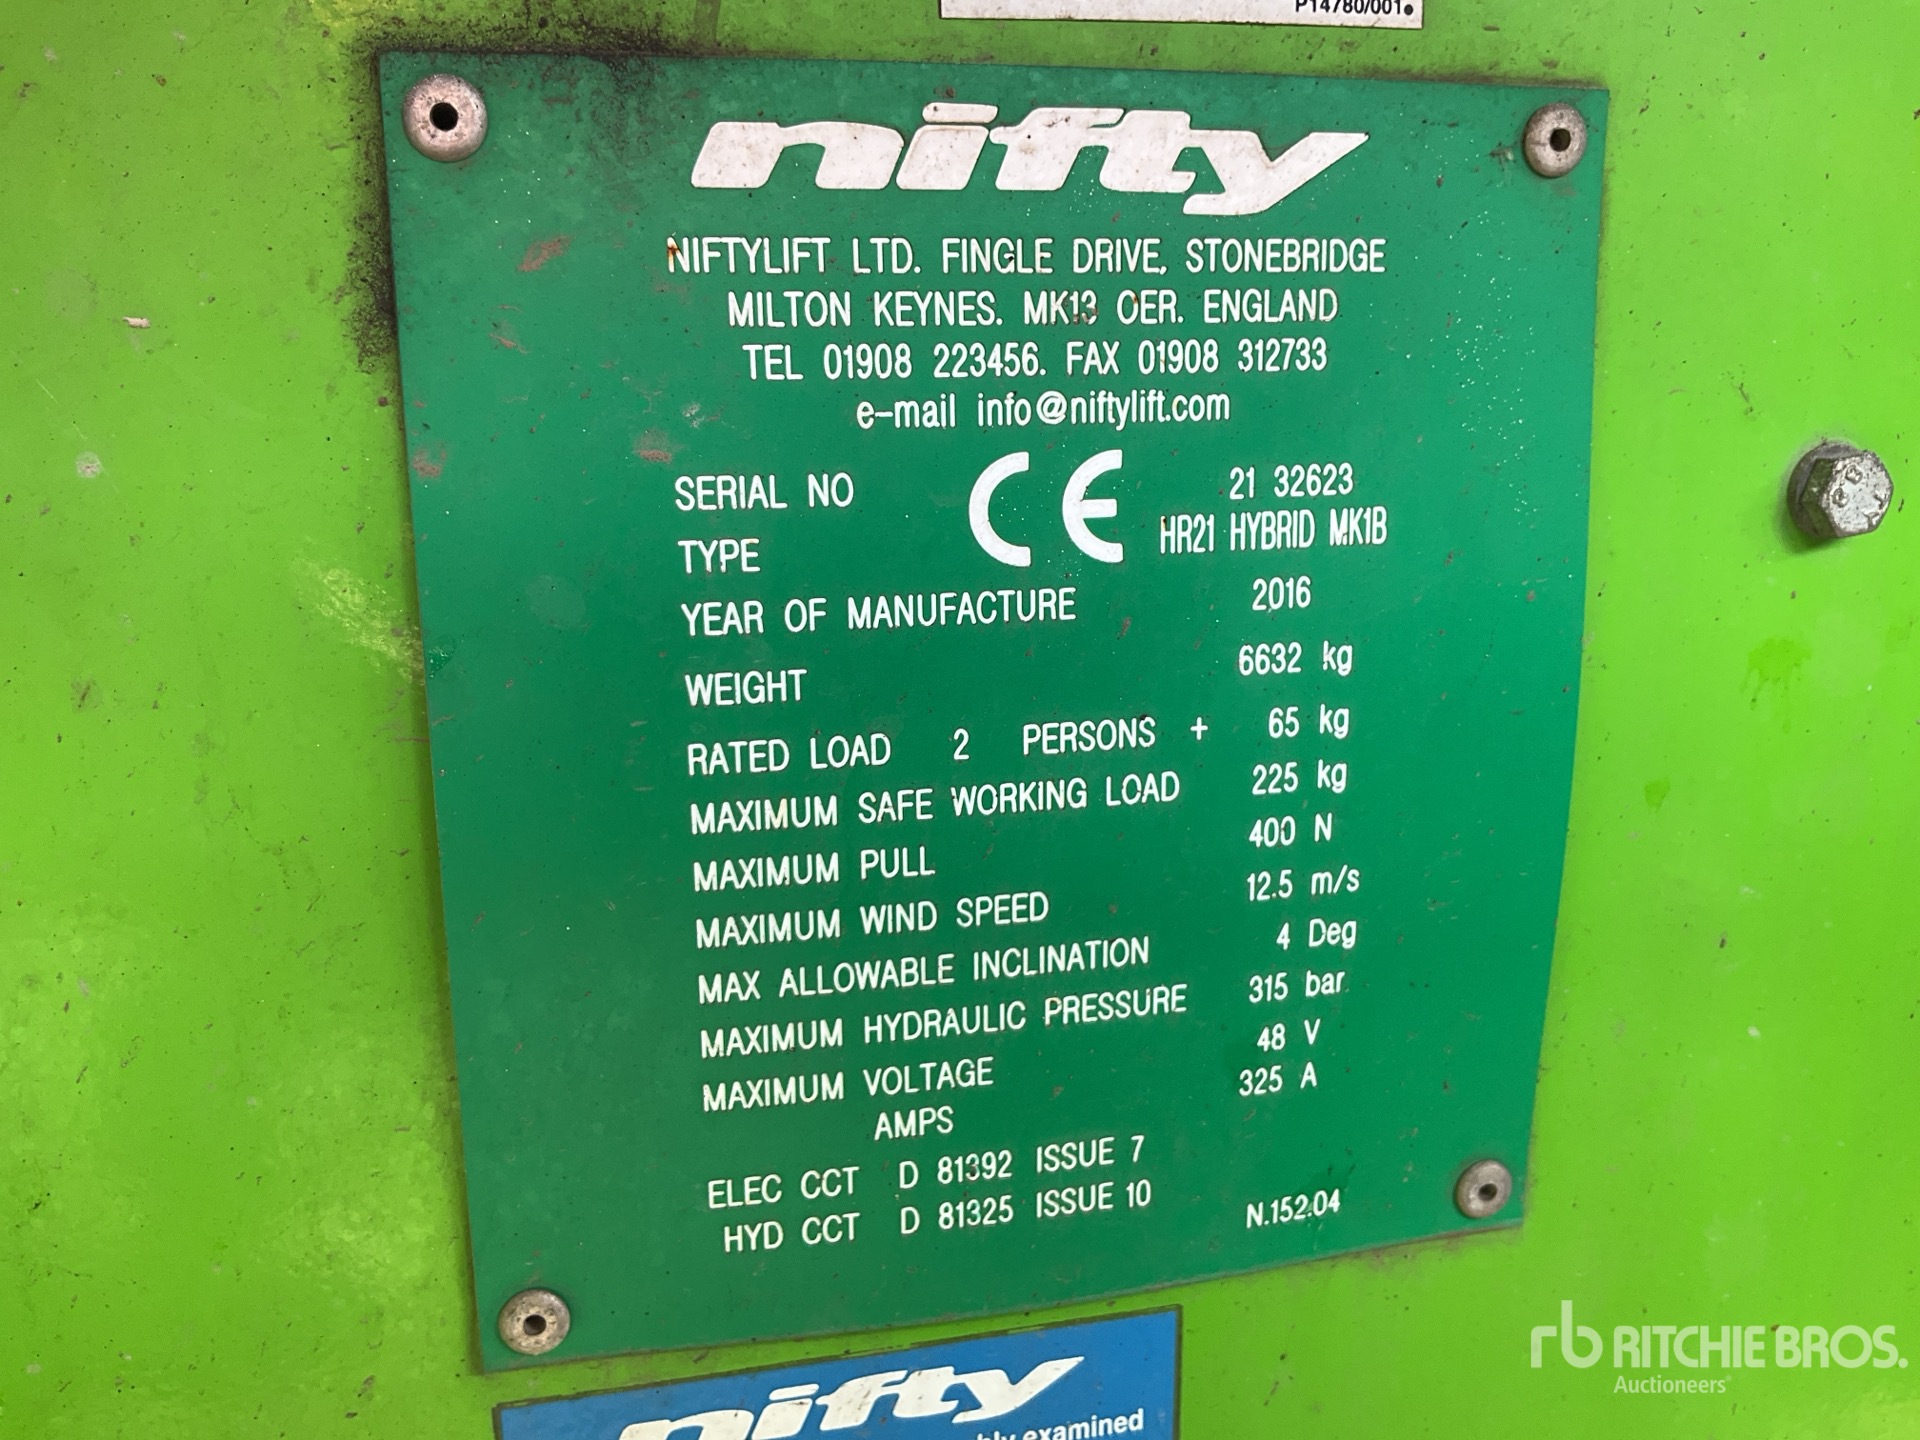 P14780/001
nifty
NIFTYLIFT LTD. FINGLE DRIVE, STONEBRIDGE
MILTON KEYNES. MK13 OER. ENGLAND
TEL 01908 223456. FAX 01908 312733
e-mail info@niftylift.com
SERIAL NO CE 21 32623
TYPE HR21 HYBRID MK1B
YEAR OF MANUFACTURE 2016
WEIGHT 6632 kg
RATED LOAD 2 PERSONS + 65 kg
MAXIMUM SAFE WORKING LOAD 225 kg
MAXIMUM PULL 400 N
MAXIMUM WIND SPEED 12.5 m/s
MAX ALLOWABLE INCLINATION 4 Deg
MAXIMUM HYDRAULIC PRESSURE 315 bar
MAXIMUM VOLTAGE 48 V
AMPS 325 A
ELEC CCT D 81392 ISSUE 7
HYD CCT D 81325 ISSUE 10 N.152.04
nifty
examined
rb RITCHIE BROS.
Auctioneers